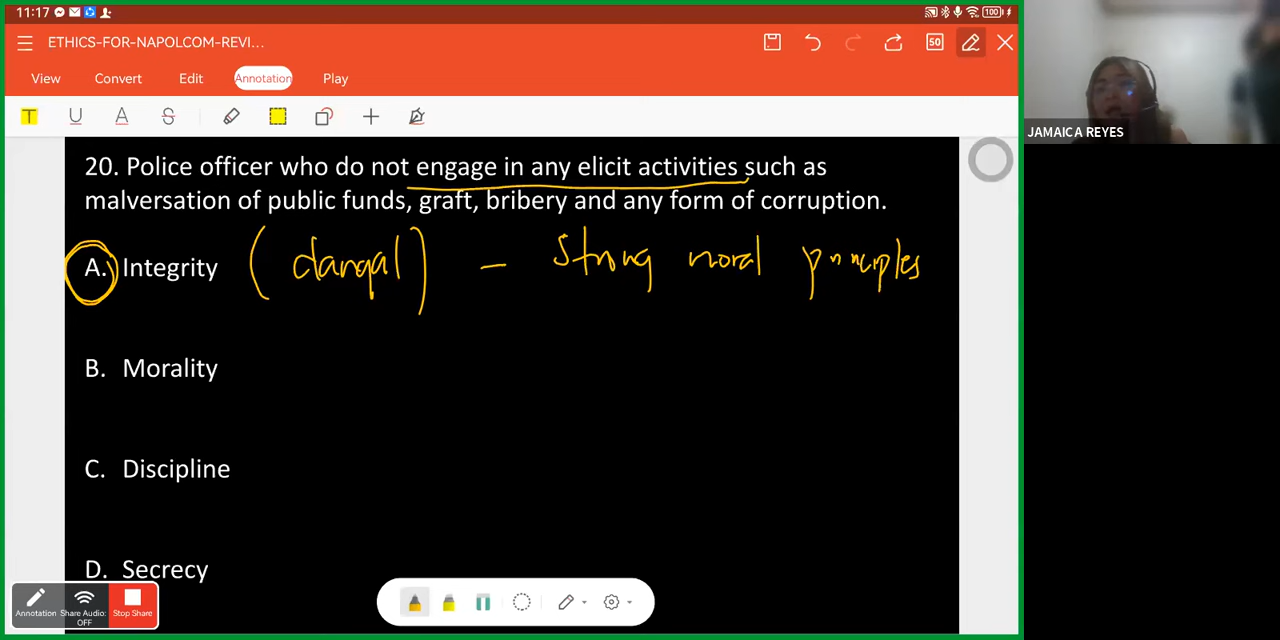 11:17
100
ETHICS-FOR-NAPOLCOM-REVI...
50
View Convert Edit Annotation Play
T U A S
JAMAICA REYES
20. Police officer who do not engage in any elicit activities such as
malversation of public funds, graft, bribery and any form of corruption.
A. Integrity (dangal) - Strong moral principles
B. Morality
C. Discipline
D. Secrecy
Annotation Share Audio: OFF Stop Share